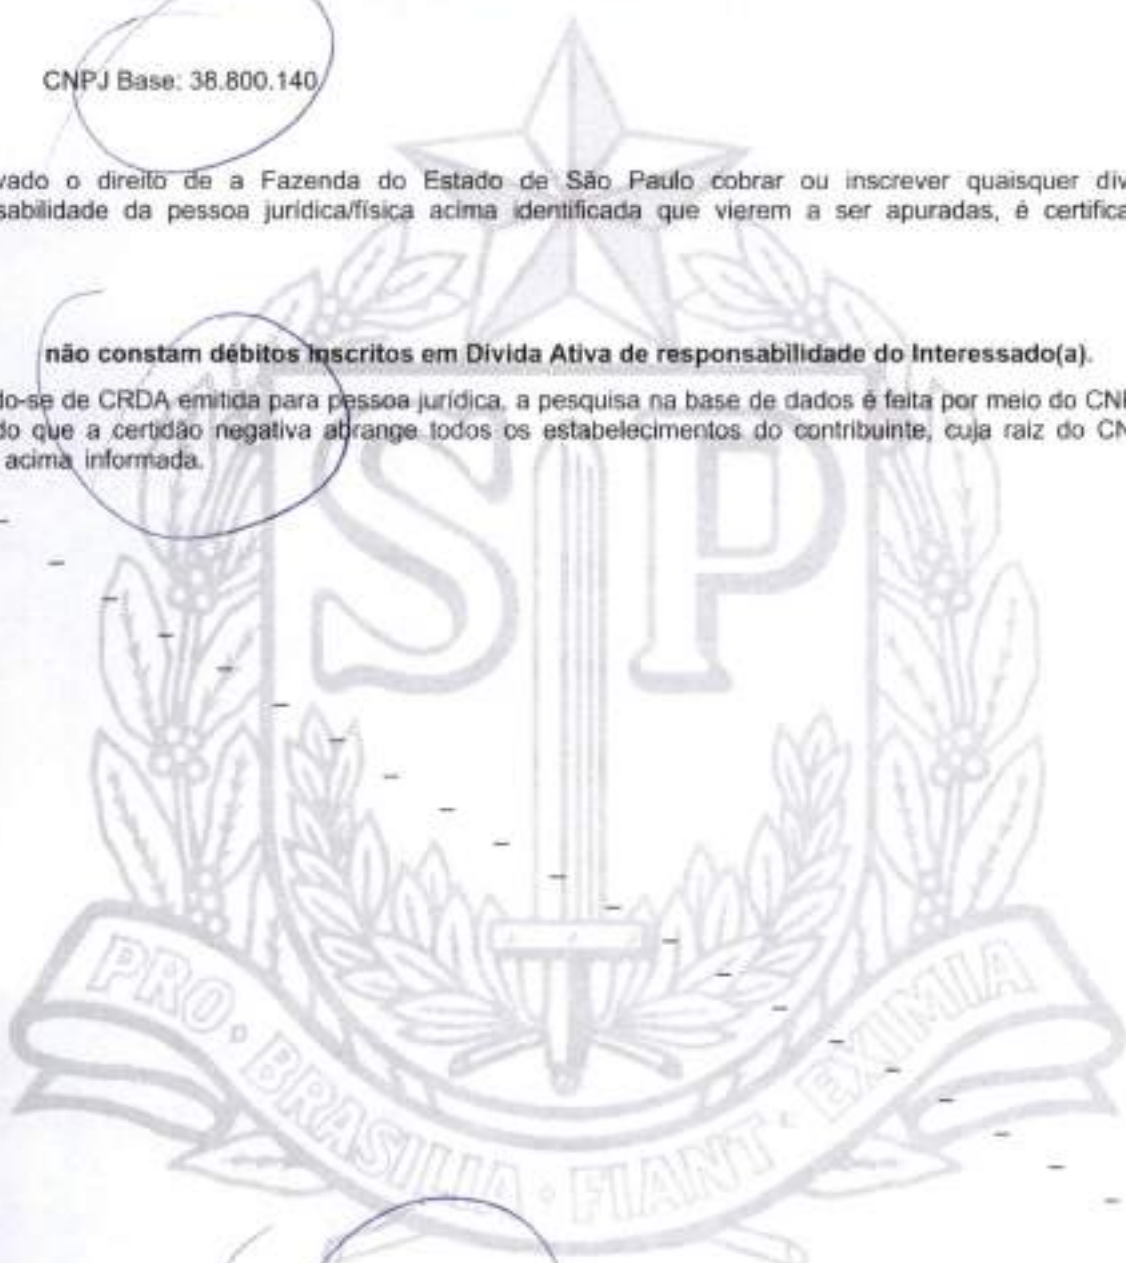 CNPJ Base: 38.800.140
vado o direito de a Fazenda do Estado de São Paulo cobrar ou inscrever quaisquer dív
sabilidade da pessoa jurídica/física acima identificada que vierem a ser apuradas, é certifica
não constam débitos inscritos em Dívida Ativa de responsabilidade do Interessado(a).
do-se de CRDA emitida para pessoa jurídica, a pesquisa na base de dados é feita por meio do CN
do que a certidão negativa abrange todos os estabelecimentos do contribuinte, cuja raiz do CN
acima informada.
S P
PRO • BRASILIA • FIANT • EXIMIA